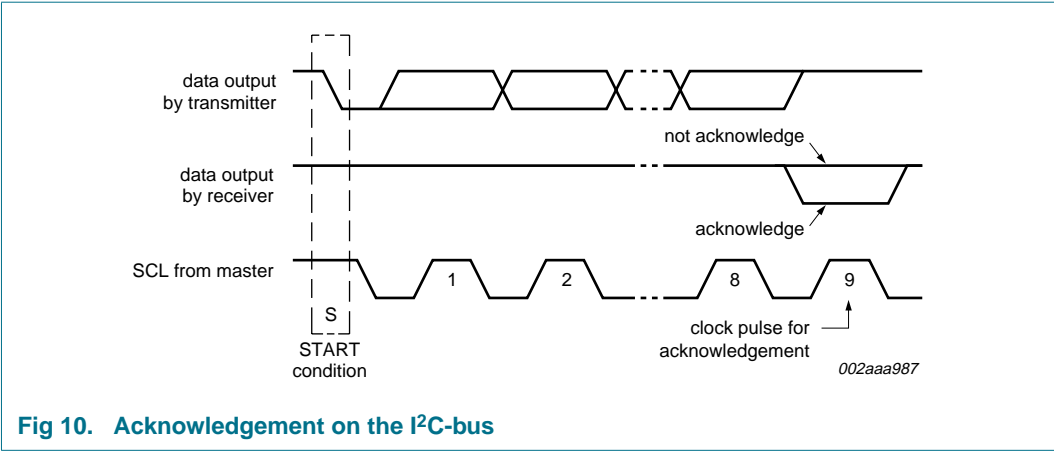 data output
by transmitter
not acknowledge
data output
by receiver
acknowledge
SCL from master
1
2
8
9
S
START
condition
clock pulse for
acknowledgement
002aaa987
Fig 10. Acknowledgement on the I²C-bus